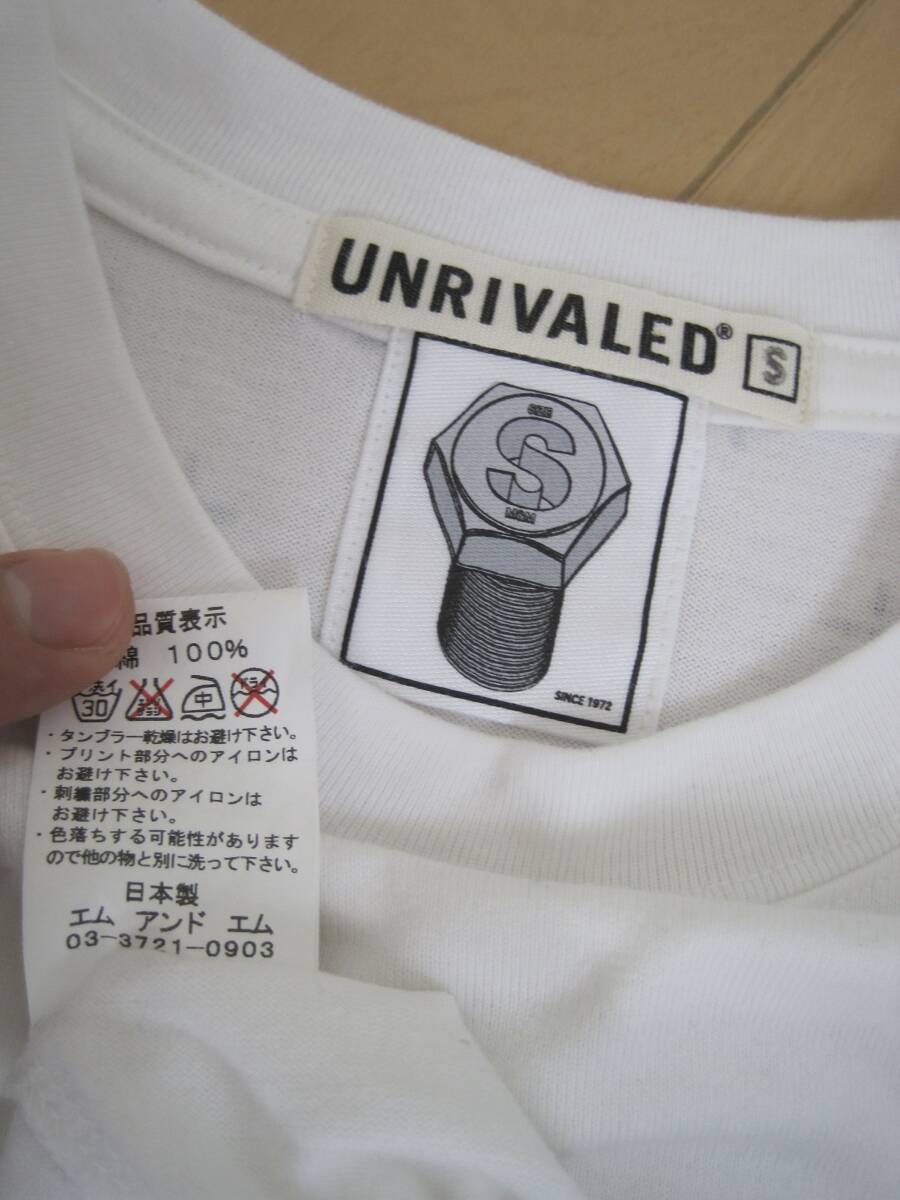 UNRIVALED® S
SIZE
S
M&M
SINCE 1972
品質表示
綿 100%
30 中 ドライ
・タンブラー乾燥はお避け下さい。
・プリント部分へのアイロンは
お避け下さい。
・刺繍部分へのアイロンは
お避け下さい。
・色落ちする可能性があります
ので他の物と別に洗って下さい。
日本製
エム アンド エム
03-3721-0903